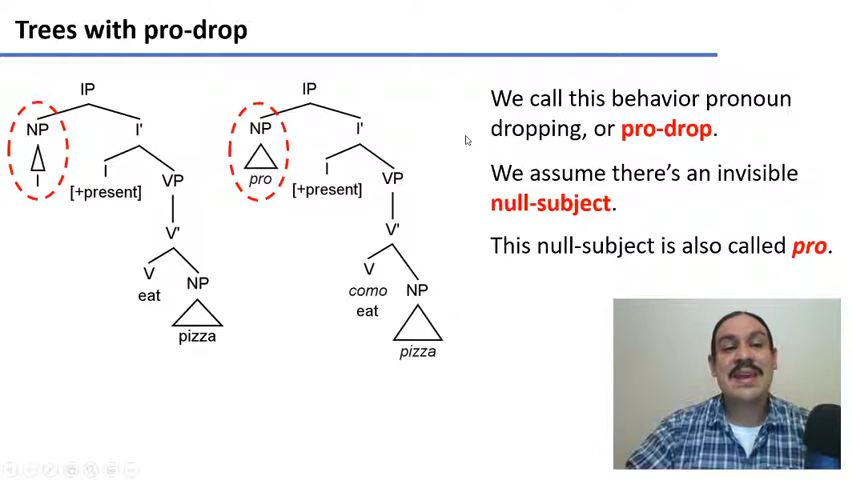 Trees with pro-drop
IP
NP I'
I
I VP
[+present]
V'
V NP
eat
pizza
IP
NP I'
pro
I VP
[+present]
V'
V NP
como
eat
pizza
We call this behavior pronoun
dropping, or pro-drop.
We assume there's an invisible
null-subject.
This null-subject is also called pro.